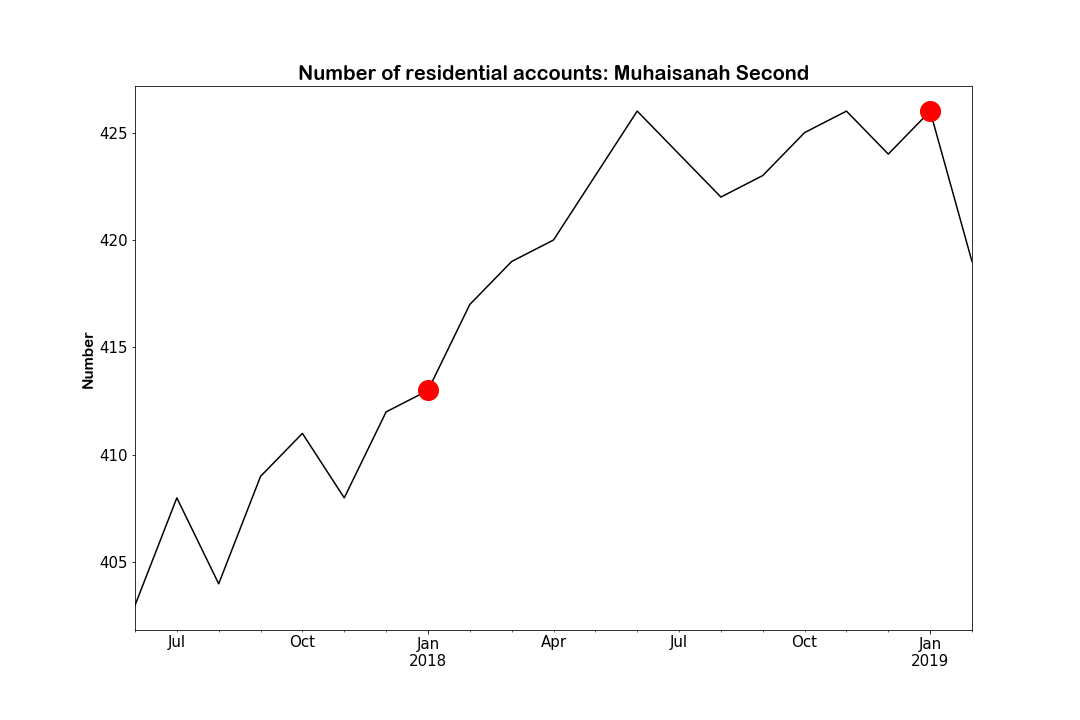 Number of residential accounts: Muhaisanah Second
425
420
415
410
405
Number
Jul
Oct
Jan
2018
Apr
Jul
Oct
Jan
2019